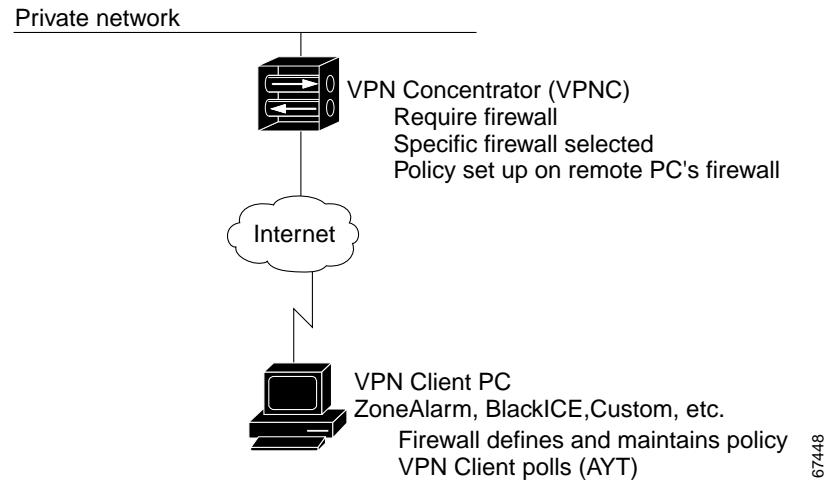 Private network
VPN Concentrator (VPNC)
Require firewall
Specific firewall selected
Policy set up on remote PC's firewall
Internet
VPN Client PC
ZoneAlarm, BlackICE,Custom, etc.
Firewall defines and maintains policy
VPN Client polls (AYT)
67448